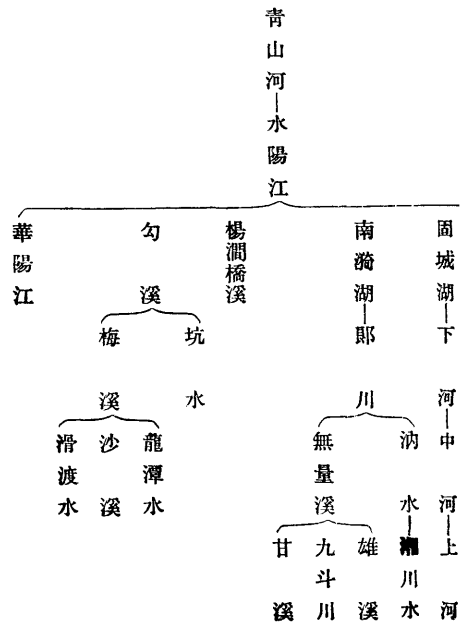 青山河—水陽江
固城湖—下河—中河—上河
南漪湖—郞川
楊澗橋溪
勾溪
華陽江
汭水—湘川水
無量溪
坑水
梅溪
雄溪
九斗川
甘溪
龍潭水
沙溪
滑渡水